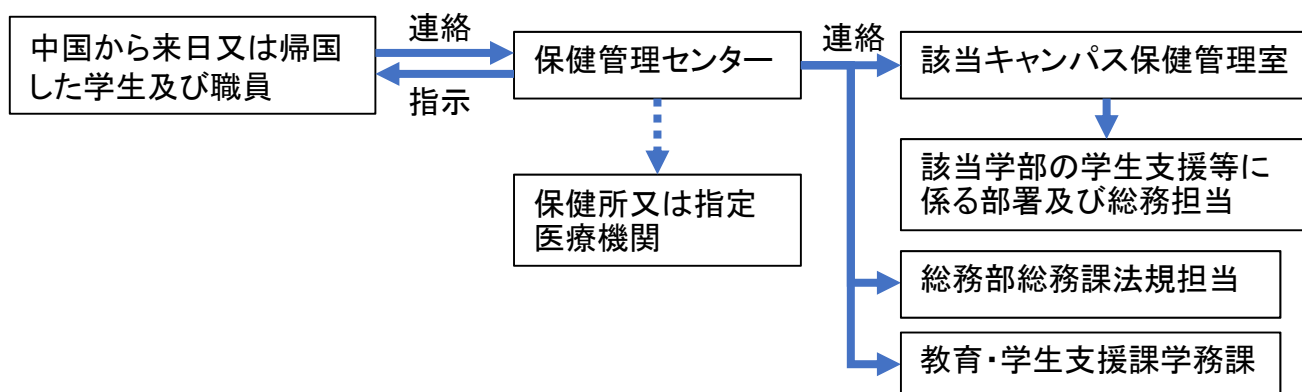 中国から来日又は帰国
した学生及び職員
連絡
指示
保健管理センター
保健所又は指定
医療機関
連絡
該当キャンパス保健管理室
該当学部の学生支援等に
係る部署及び総務担当
総務部総務課法規担当
教育・学生支援課学務課